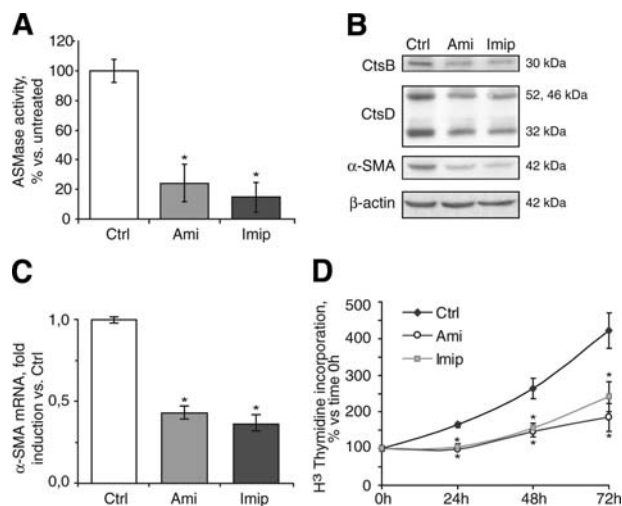 A
ASMase activity,
% vs. untreated
120
100
80
60
40
20
0
*
*
Ctrl Ami Imip
B
Ctrl Ami Imip
CtsB 30 kDa
CtsD 52, 46 kDa
32 kDa
α-SMA 42 kDa
β-actin 42 kDa
C
α-SMA mRNA, fold
induction vs. Ctrl
1,0
0,5
0,0
*
*
Ctrl Ami Imip
D
H³ Thymidine incorporation,
% vs time 0h
500
400
300
200
100
0
Ctrl
Ami
Imip
*
*
*
*
*
*
0h 24h 48h 72h